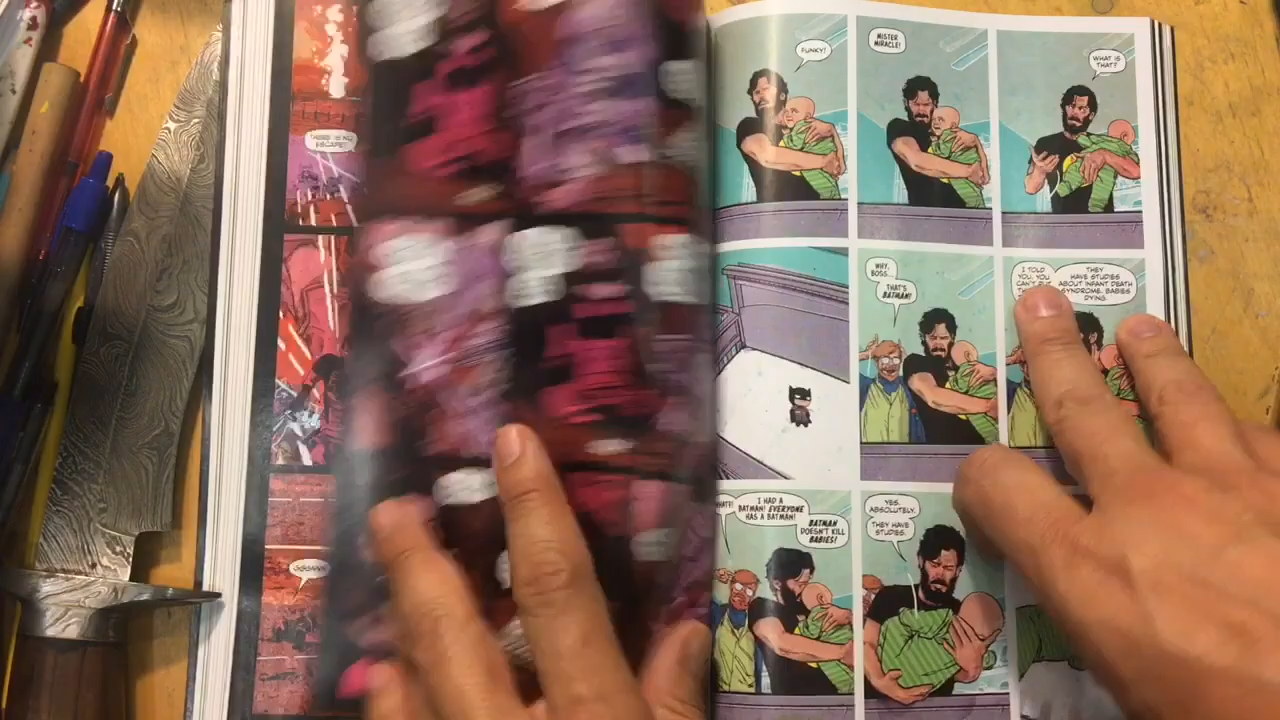 THERE IS NO
ESCAPE!
FUNKY!
MISTER
MIRACLE!
WHAT IS
THAT?
WHY,
BOSS...
THAT'S
BATMAN!
I TOLD
YOU. YOU
CAN'T
THEY
HAVE STUDIES
ABOUT INFANT DEATH
SYNDROME. BABIES
DYING.
I HAD A
BATMAN! EVERYONE
HAS A BATMAN!
BATMAN
DOESN'T KILL
BABIES!
YES.
ABSOLUTELY.
THEY HAVE
STUDIES.